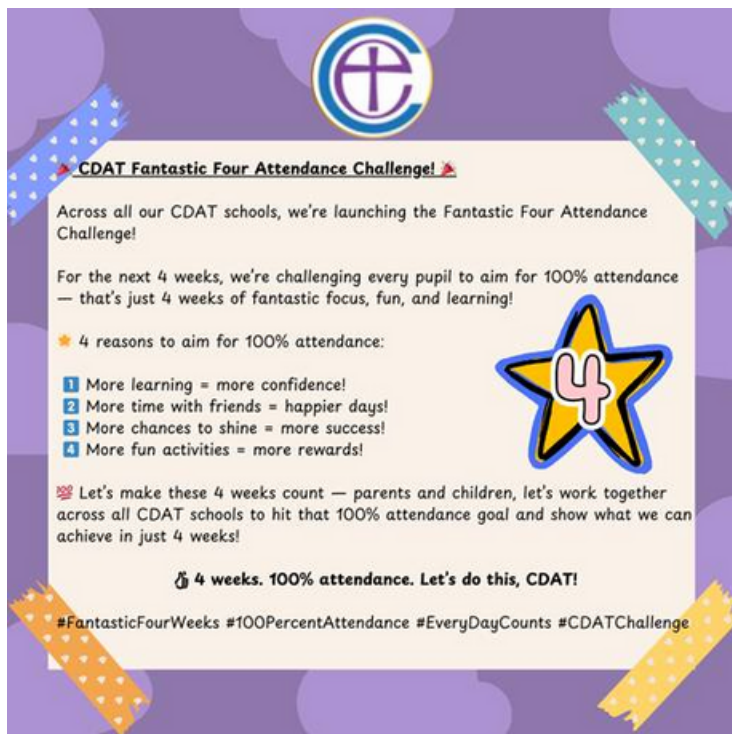 🎉 CDAT Fantastic Four Attendance Challenge! 🎉
Across all our CDAT schools, we're launching the Fantastic Four Attendance
Challenge!
For the next 4 weeks, we're challenging every pupil to aim for 100% attendance
— that's just 4 weeks of fantastic focus, fun, and learning!
🌟 4 reasons to aim for 100% attendance:
1️⃣ More learning = more confidence!
2️⃣ More time with friends = happier days!
3️⃣ More chances to shine = more success!
4️⃣ More fun activities = more rewards!
4
💯 Let's make these 4 weeks count — parents and children, let's work together
across all CDAT schools to hit that 100% attendance goal and show what we can
achieve in just 4 weeks!
4 weeks. 100% attendance. Let's do this, CDAT!
#FantasticFourWeeks #100PercentAttendance #EveryDayCounts #CDATChallenge